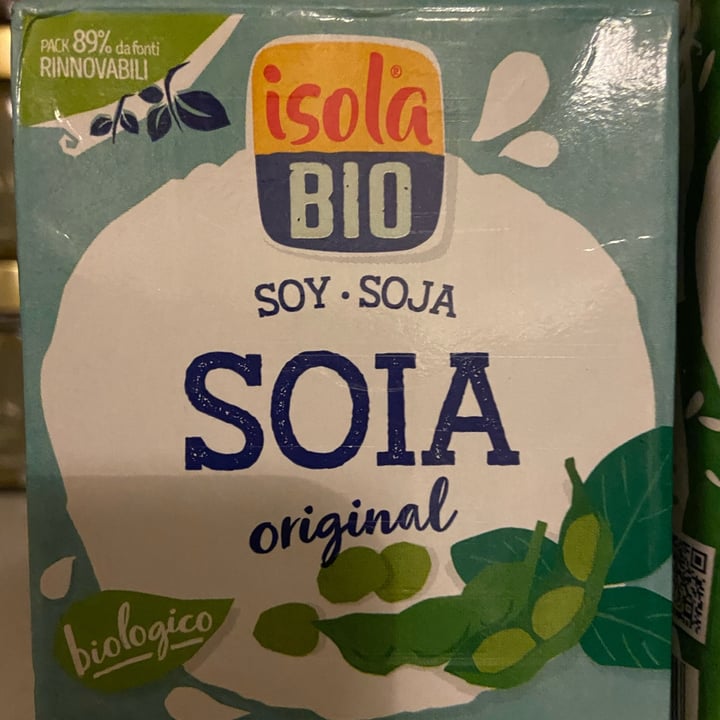 PACK 89% da fonti
RINNOVABILI
isola®
BIO
SOY · SOJA
SOIA
original
biologico